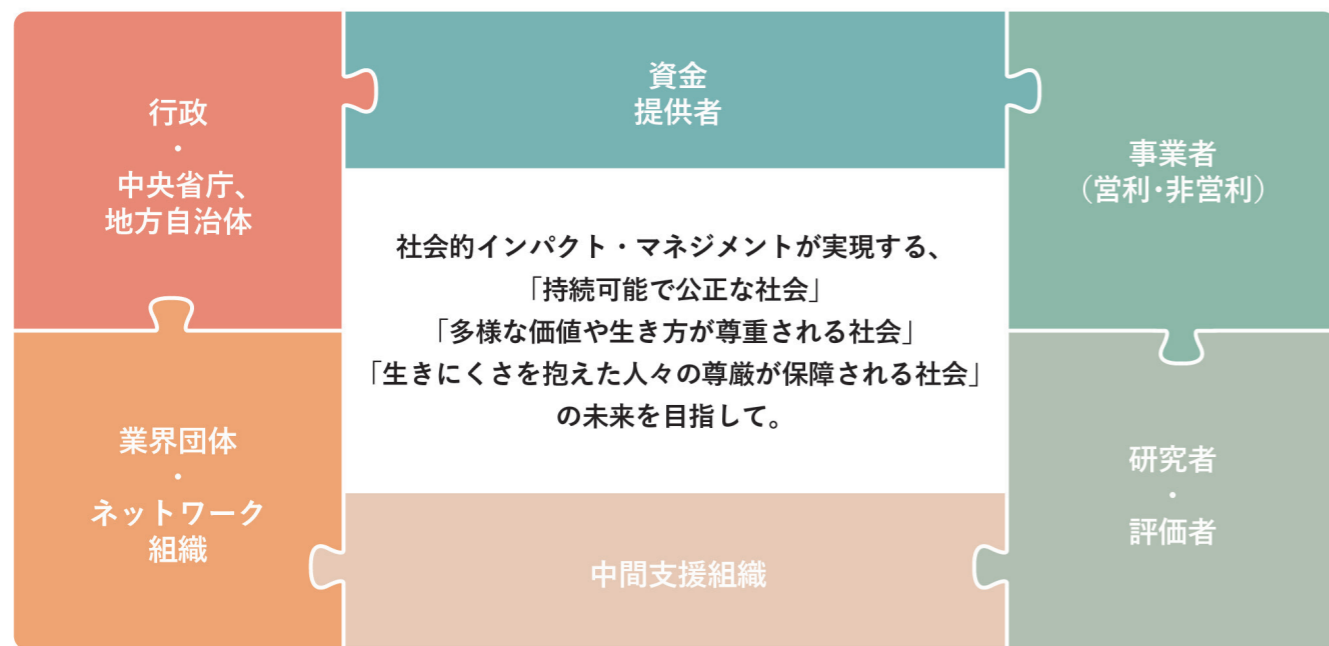 行政
・
中央省庁、
地方自治体
資金
提供者
事業者
（営利・非営利）
社会的インパクト・マネジメントが実現する、
「持続可能で公正な社会」
「多様な価値や生き方が尊重される社会」
「生きにくさを抱えた人々の尊厳が保障される社会」
の未来を目指して。
業界団体
・
ネットワーク
組織
中間支援組織
研究者
・
評価者